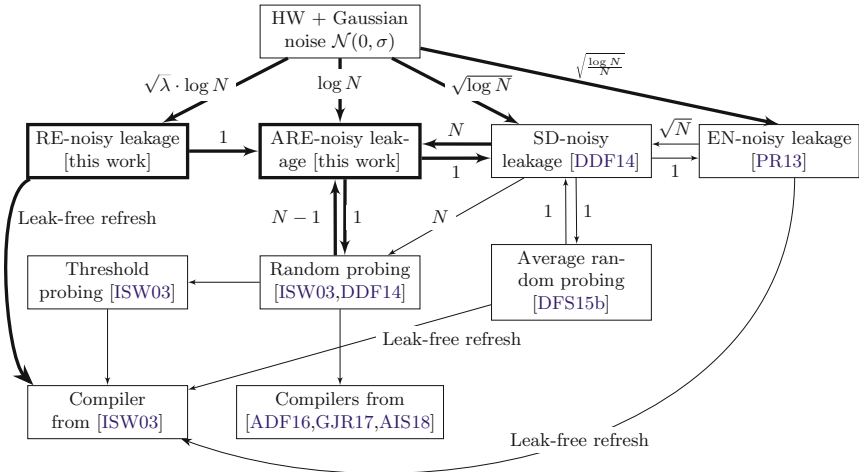 HW + Gaussian
noise N(0, σ)
√λ · log N
log N
√log N
√(log N / N)
RE-noisy leakage
[this work]
1
ARE-noisy leak-
age [this work]
N
1
SD-noisy
leakage [DDF14]
√N
1
EN-noisy leakage
[PR13]
Leak-free refresh
N − 1
1
N
1
1
Threshold
probing [ISW03]
Random probing
[ISW03,DDF14]
Average ran-
dom probing
[DFS15b]
Leak-free refresh
Compiler
from [ISW03]
Compilers from
[ADF16,GJR17,AIS18]
Leak-free refresh